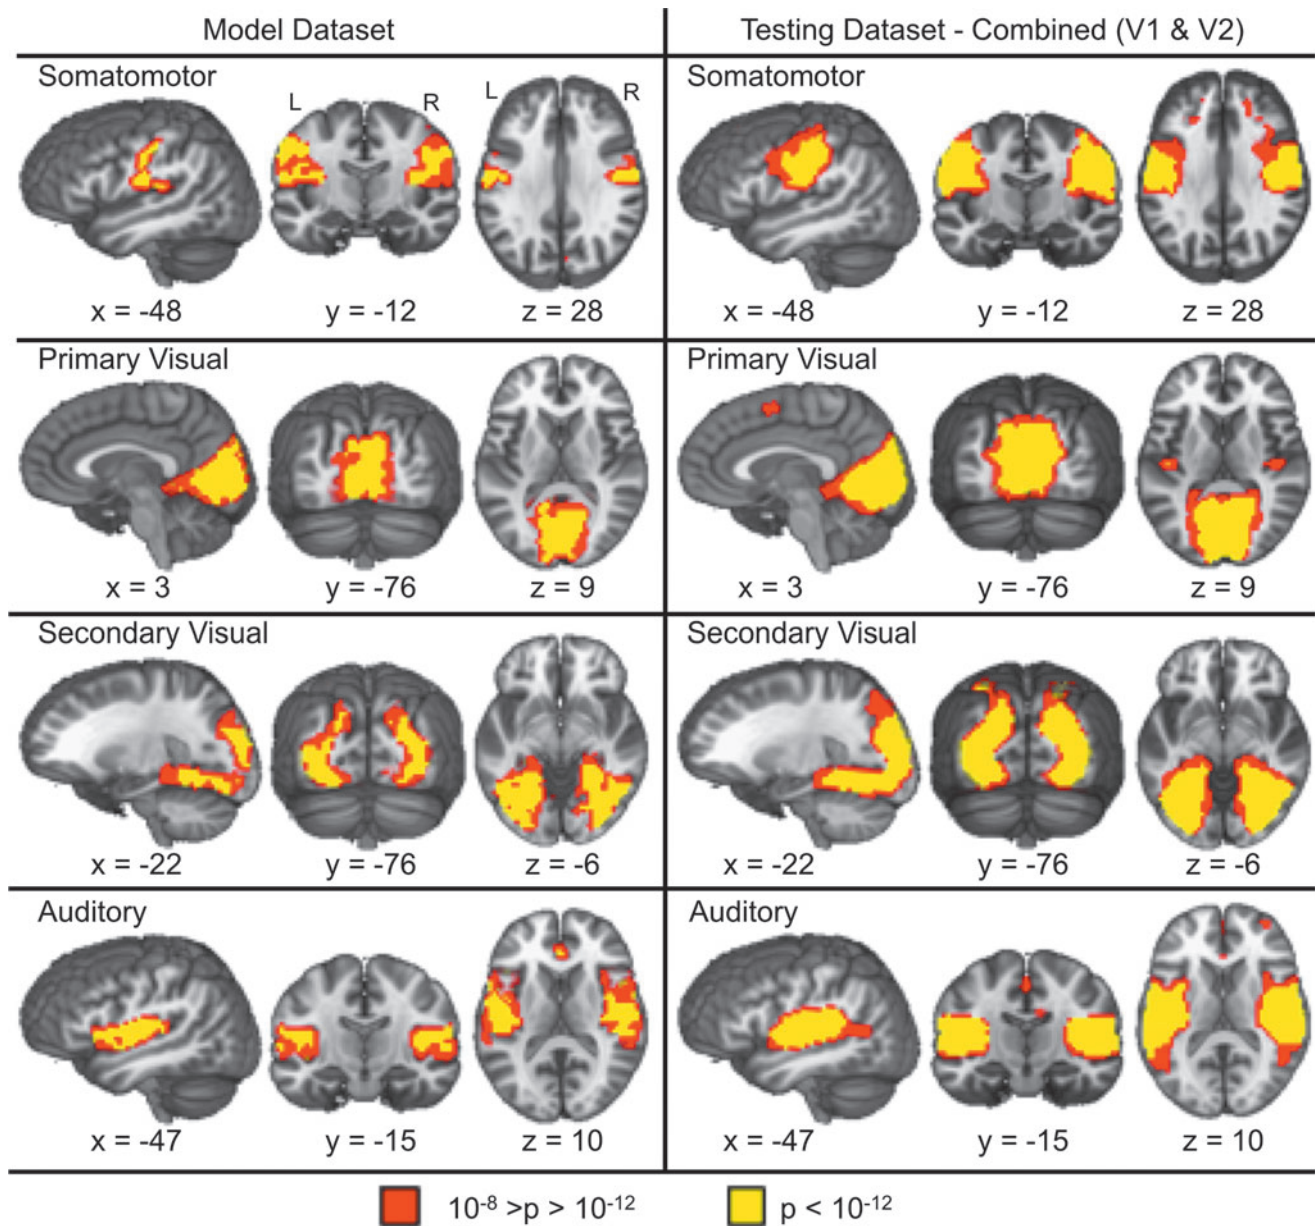 Model Dataset
Testing Dataset - Combined (V1 & V2)
Somatomotor
L
R
L
R
x = -48
y = -12
z = 28
Somatomotor
x = -48
y = -12
z = 28
Primary Visual
x = 3
y = -76
z = 9
Primary Visual
x = 3
y = -76
z = 9
Secondary Visual
x = -22
y = -76
z = -6
Secondary Visual
x = -22
y = -76
z = -6
Auditory
x = -47
y = -15
z = 10
Auditory
x = -47
y = -15
z = 10
10⁻⁸ >p > 10⁻¹²
p < 10⁻¹²